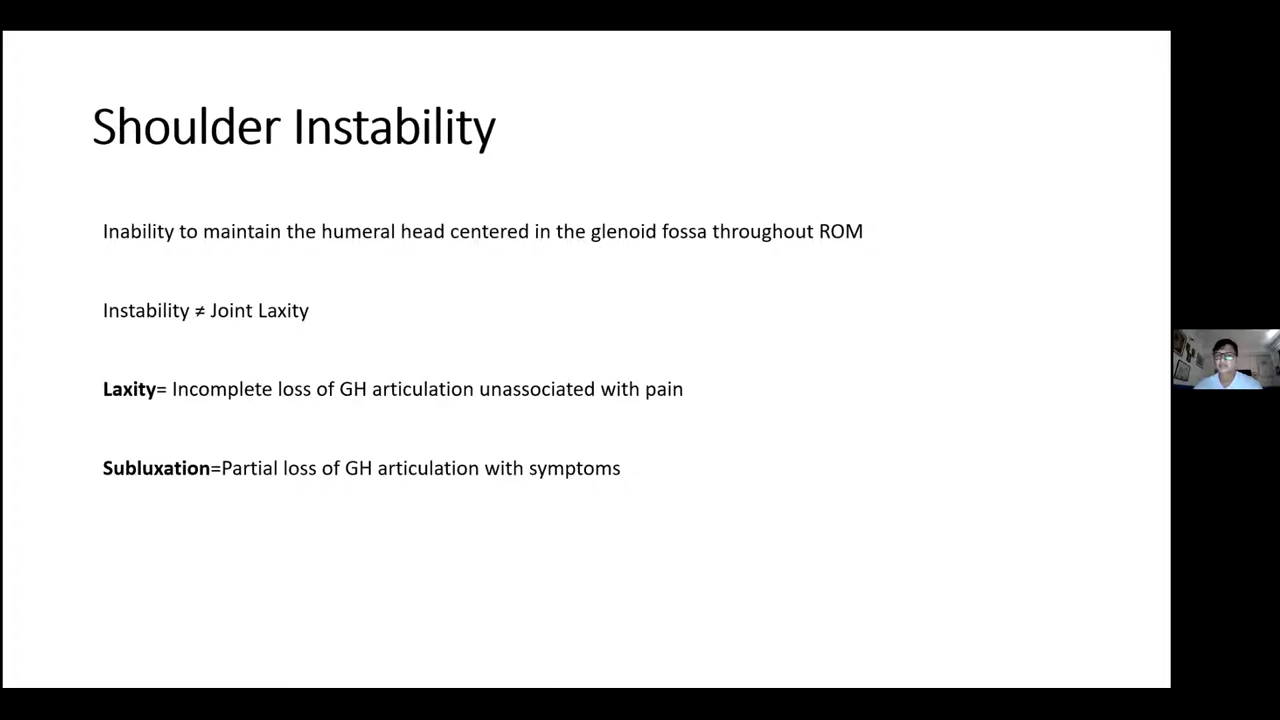 Shoulder Instability
Inability to maintain the humeral head centered in the glenoid fossa throughout ROM
Instability ≠ Joint Laxity
Laxity= Incomplete loss of GH articulation unassociated with pain
Subluxation=Partial loss of GH articulation with symptoms